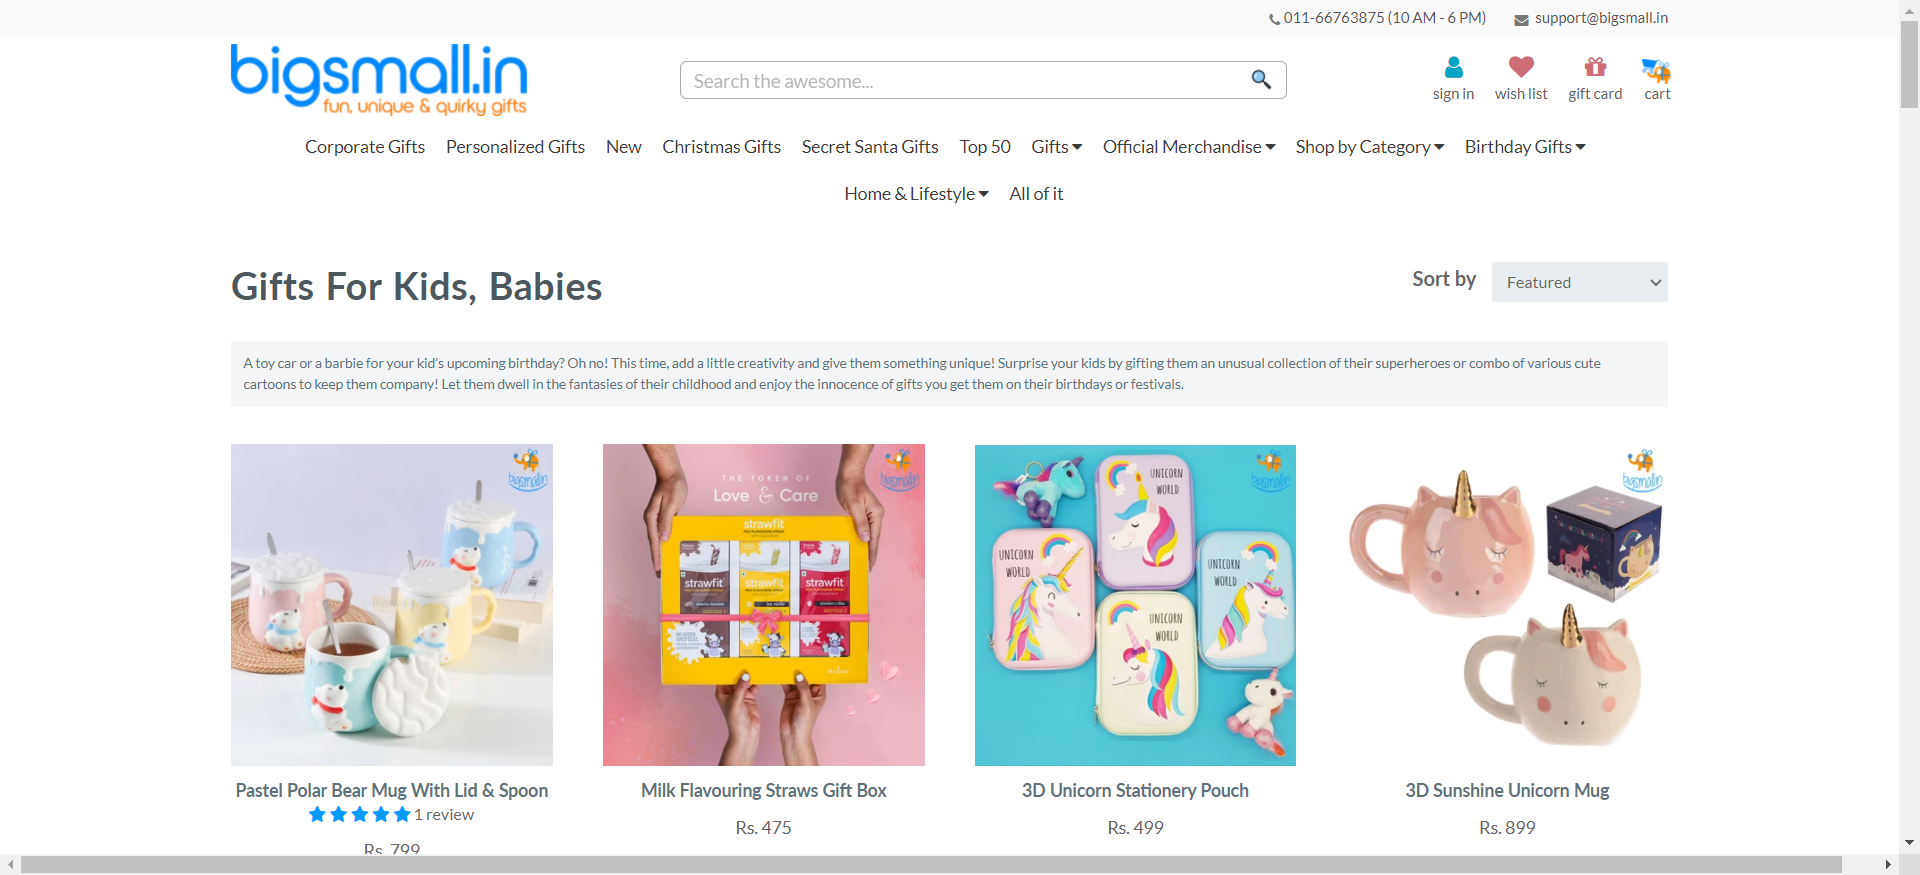 011-66763875 (10 AM - 6 PM) support@bigsmall.in
bigsmall.in
fun, unique & quirky gifts
Search the awesome...
sign in wish list gift card cart
Corporate Gifts Personalized Gifts New Christmas Gifts Secret Santa Gifts Top 50 Gifts Official Merchandise Shop by Category Birthday Gifts
Home & Lifestyle All of it
Gifts For Kids, Babies
Sort by Featured
A toy car or a barbie for your kid's upcoming birthday? Oh no! This time, add a little creativity and give them something unique! Surprise your kids by gifting them an unusual collection of their superheroes or combo of various cute
cartoons to keep them company! Let them dwell in the fantasies of their childhood and enjoy the innocence of gifts you get them on their birthdays or festivals.
bigsmall.in
THE TOKEN OF
Love & Care
bigsmall.in
strawfit
strawfit strawfit strawfit
UNICORN
WORLD
bigsmall.in
UNICORN
WORLD
UNICORN
WORLD
UNICORN
WORLD
bigsmall.in
Pastel Polar Bear Mug With Lid & Spoon
1 review
Rs. 799
Milk Flavouring Straws Gift Box
Rs. 475
3D Unicorn Stationery Pouch
Rs. 499
3D Sunshine Unicorn Mug
Rs. 899